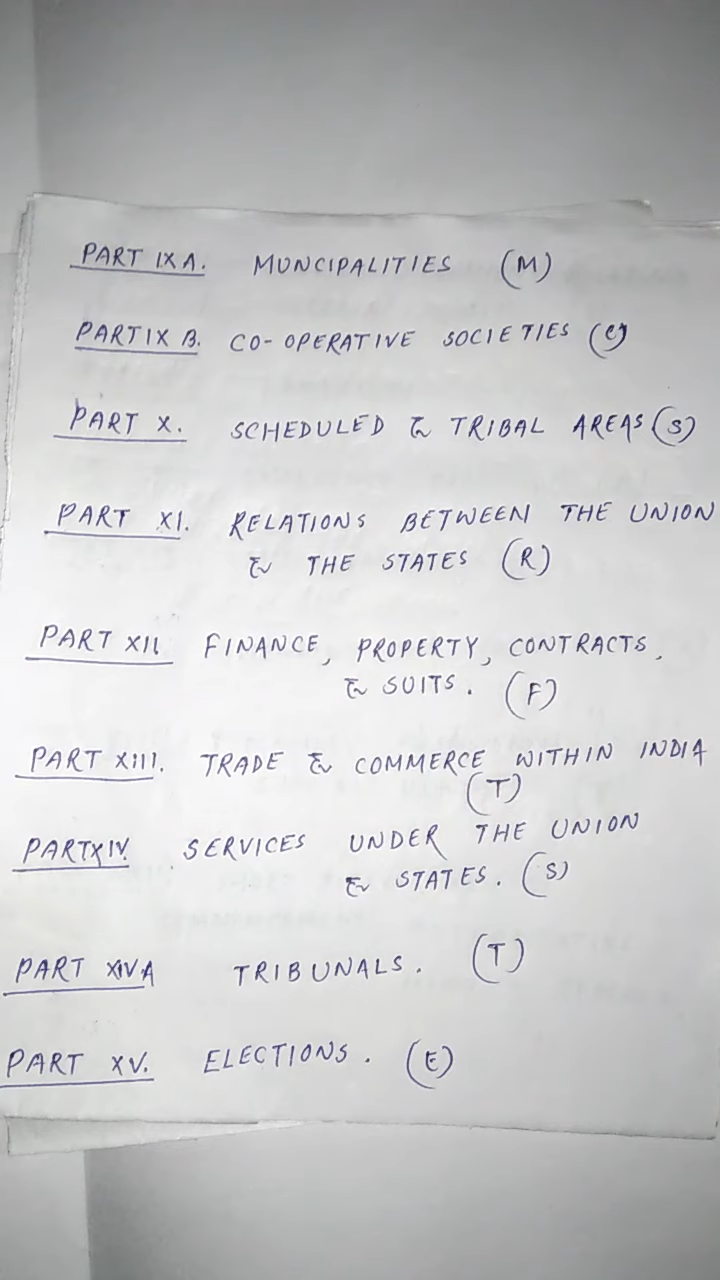 PART IX A. MUNCIPALITIES (M)
PART IX B. CO-OPERATIVE SOCIETIES (C)
PART X. SCHEDULED & TRIBAL AREAS (S)
PART XI. RELATIONS BETWEEN THE UNION
& THE STATES (R)
PART XII FINANCE, PROPERTY, CONTRACTS,
& SUITS. (F)
PART XIII. TRADE & COMMERCE WITHIN INDIA
(T)
PART XIV. SERVICES UNDER THE UNION
& STATES. (S)
PART XIVA TRIBUNALS. (T)
PART XV. ELECTIONS. (E)